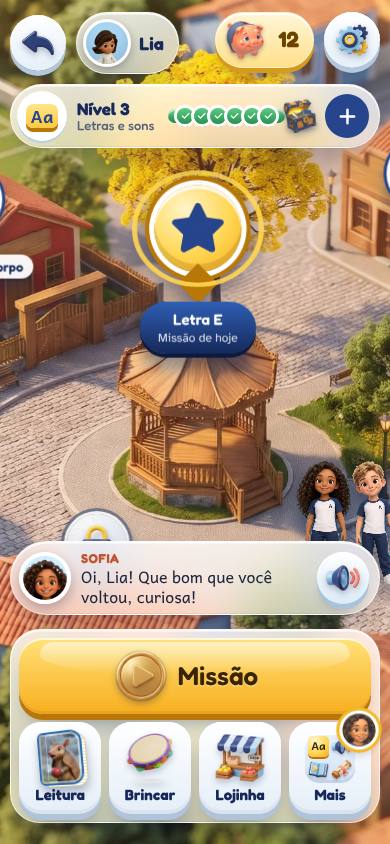 Lia
12
Aa
Nível 3
Letras e sons
orpo
Letra E
Missão de hoje
SOFIA
Oi, Lia! Que bom que você
voltou, curiosa!
Missão
Aa
Leitura
Brincar
Lojinha
Mais